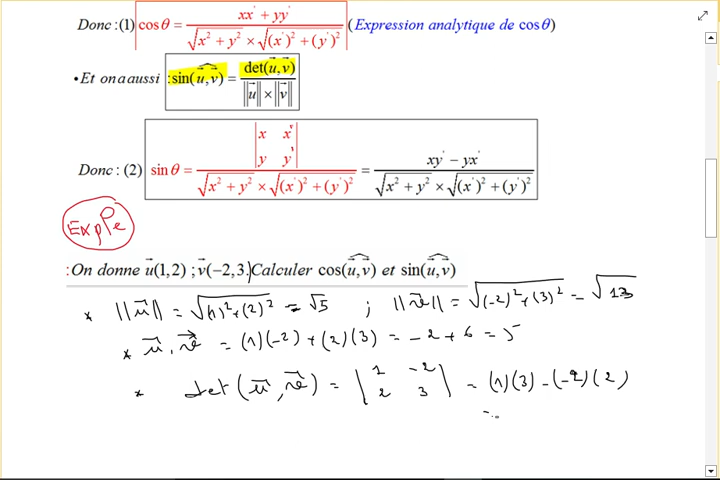 Donc :(1) cosθ = (xx' + yy') / (√(x² + y²) × √((x')² + (y')²)) (Expression analytique de cosθ)
•Et on a aussi :sin(u⃗,v⃗) = det(u⃗,v⃗) / (‖u⃗‖ × ‖v⃗‖)
Donc : (2) sinθ = |x x' ; y y'| / (√(x² + y²) × √((x')² + (y')²)) = (xy' − yx') / (√(x² + y²) × √((x')² + (y')²))
Exple
:On donne u⃗(1,2) ;v⃗(−2,3.)Calculer cos(u⃗,v⃗) et sin(u⃗,v⃗)
* ||u⃗|| = √((1)²+(2)²) = √5 ; ||v⃗|| = √((-2)²+(3)²) = √13
* u⃗.v⃗ = (1)(-2)+(2)(3) = -2+6 = 5
* det(u⃗,v⃗) = |1 -2 ; 2 3| = (1)(3)-(-2)(2)
=